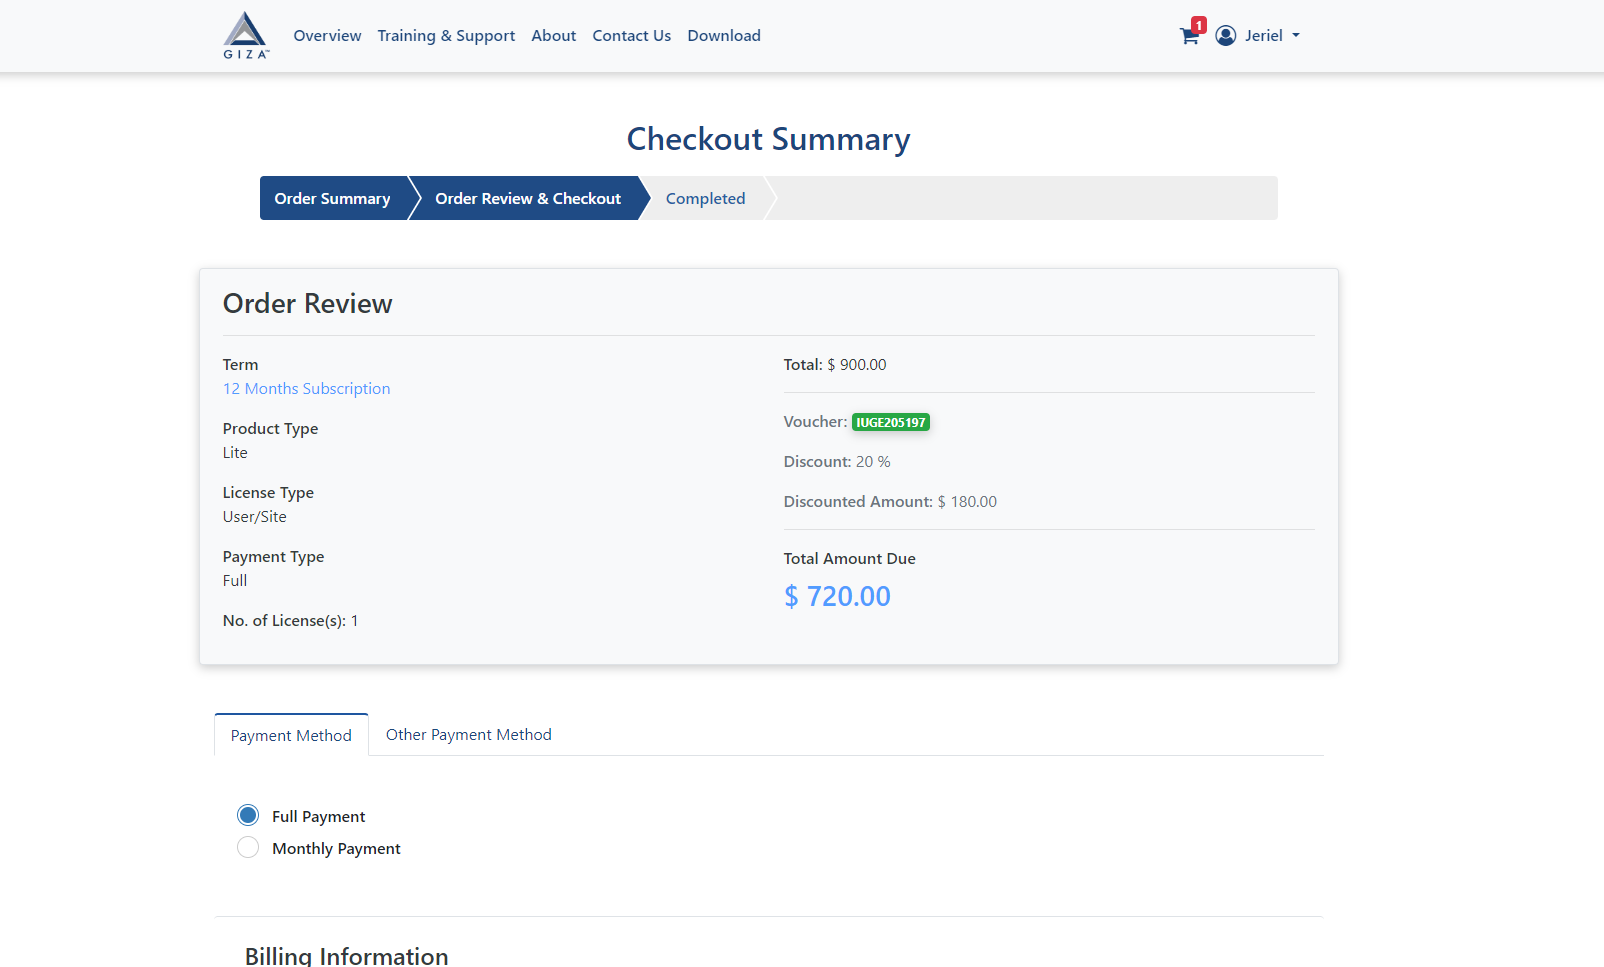 GIZA™
Overview Training & Support About Contact Us Download
1
Jeriel
Checkout Summary
Order Summary Order Review & Checkout Completed
Order Review
Term
12 Months Subscription
Product Type
Lite
License Type
User/Site
Payment Type
Full
No. of License(s): 1
Total: $ 900.00
Voucher: IUGE205197
Discount: 20 %
Discounted Amount: $ 180.00
Total Amount Due
$ 720.00
Payment Method Other Payment Method
Full Payment
Monthly Payment
Billing Information